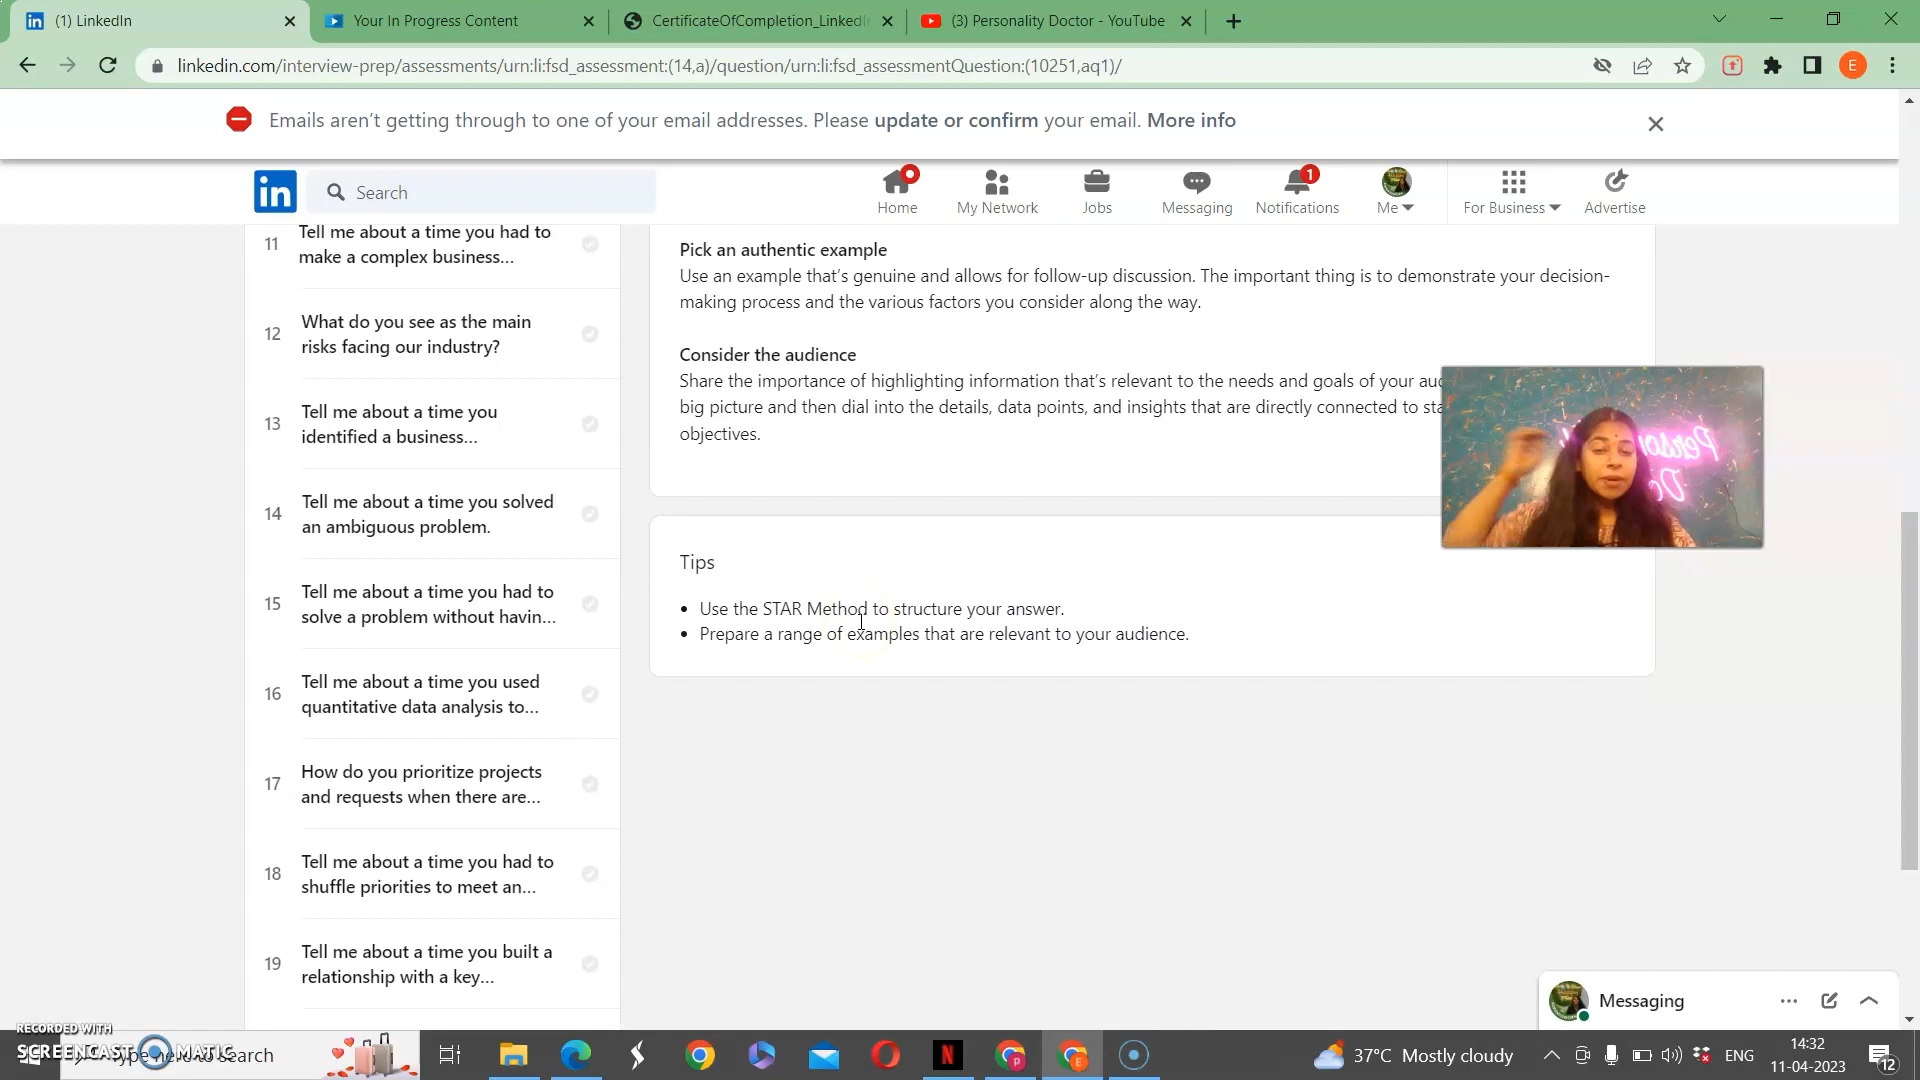 (1) LinkedIn
Your In Progress Content
CertificateOfCompletion_LinkedI
(3) Personality Doctor - YouTube
linkedin.com/interview-prep/assessments/urn:li:fsd_assessment:(14,a)/question/urn:li:fsd_assessmentQuestion:(10251,aq1)/
E
Emails aren't getting through to one of your email addresses. Please update or confirm your email. More info
in
Search
Home
My Network
Jobs
Messaging
1
Notifications
Me
For Business
Advertise
11
Tell me about a time you had to
make a complex business...
12
What do you see as the main
risks facing our industry?
13
Tell me about a time you
identified a business...
14
Tell me about a time you solved
an ambiguous problem.
15
Tell me about a time you had to
solve a problem without havin...
16
Tell me about a time you used
quantitative data analysis to...
17
How do you prioritize projects
and requests when there are...
18
Tell me about a time you had to
shuffle priorities to meet an...
19
Tell me about a time you built a
relationship with a key...
Pick an authentic example
Use an example that's genuine and allows for follow-up discussion. The important thing is to demonstrate your decision-
making process and the various factors you consider along the way.
Consider the audience
Share the importance of highlighting information that's relevant to the needs and goals of your
big picture and then dial into the details, data points, and insights that are directly connected to
objectives.
Tips
• Use the STAR Method to structure your answer.
• Prepare a range of examples that are relevant to your audience.
Messaging
RECORDED WITH
SCREENCAST MATIC
Type here to search
37°C Mostly cloudy
ENG
14:32
11-04-2023
12